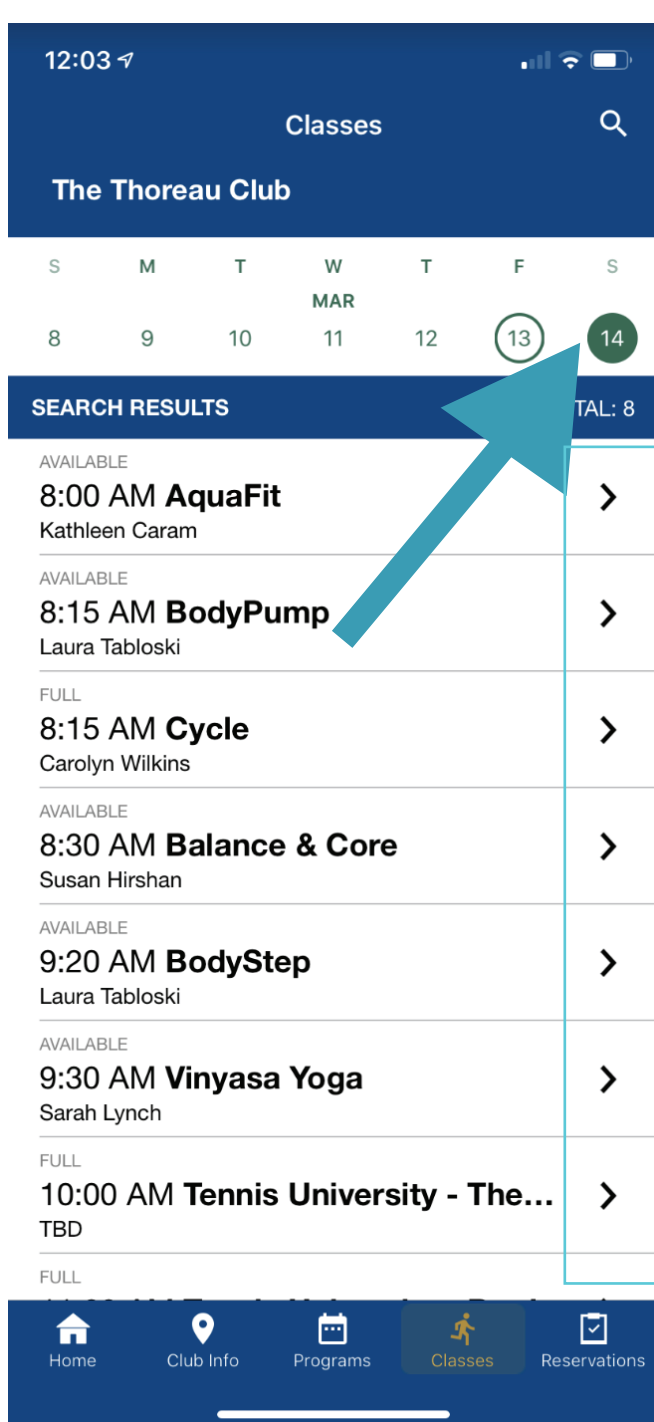 12:03
Classes
The Thoreau Club
S M T W T F S
MAR
8 9 10 11 12 13 14
SEARCH RESULTS TAL: 8
AVAILABLE
8:00 AM AquaFit
Kathleen Caram
AVAILABLE
8:15 AM BodyPump
Laura Tabloski
FULL
8:15 AM Cycle
Carolyn Wilkins
AVAILABLE
8:30 AM Balance & Core
Susan Hirshan
AVAILABLE
9:20 AM BodyStep
Laura Tabloski
AVAILABLE
9:30 AM Vinyasa Yoga
Sarah Lynch
FULL
10:00 AM Tennis University - The...
TBD
FULL
Home Club Info Programs Classes Reservations